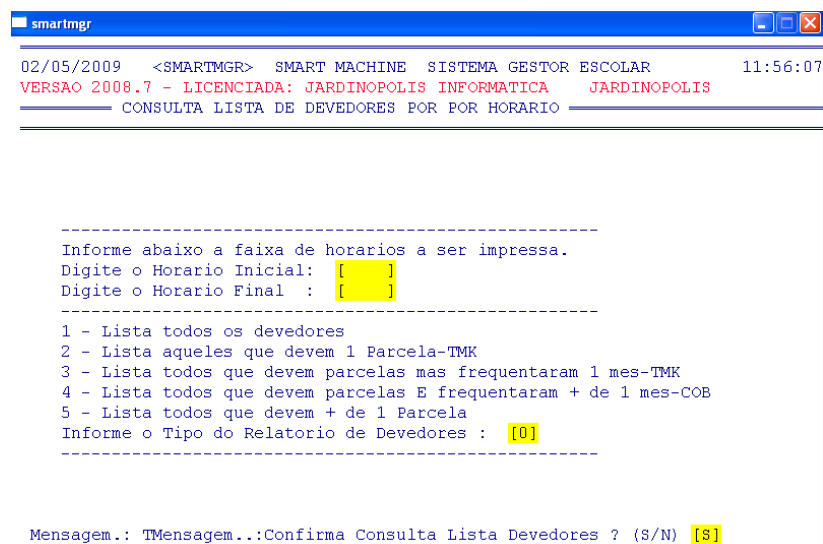 smartmgr
02/05/2009 <SMARTMGR> SMART MACHINE SISTEMA GESTOR ESCOLAR 11:56:07
VERSAO 2008.7 - LICENCIADA: JARDINOPOLIS INFORMATICA JARDINOPOLIS
CONSULTA LISTA DE DEVEDORES POR POR HORARIO
------------------------------------------------------
Informe abaixo a faixa de horarios a ser impressa.
Digite o Horario Inicial: [    ]
Digite o Horario Final  : [    ]
------------------------------------------------------
1 - Lista todos os devedores
2 - Lista aqueles que devem 1 Parcela-TMK
3 - Lista todos que devem parcelas mas frequentaram 1 mes-TMK
4 - Lista todos que devem parcelas E frequentaram + de 1 mes-COB
5 - Lista todos que devem + de 1 Parcela
Informe o Tipo do Relatorio de Devedores : [0]
------------------------------------------------------
Mensagem.: TMensagem..:Confirma Consulta Lista Devedores ? (S/N) [S]